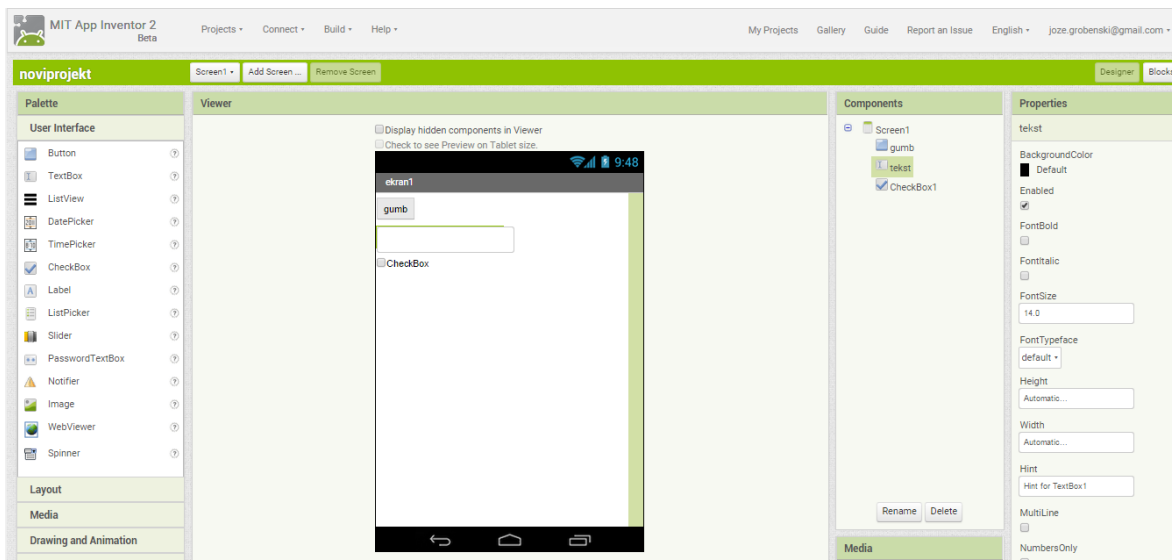 MIT App Inventor 2
Beta
Projects Connect Build Help
My Projects Gallery Guide Report an Issue English joze.grobenski@gmail.com
noviprojekt
Screen1 Add Screen ... Remove Screen
Designer Blocks
Palette
User Interface
Button
TextBox
ListView
DatePicker
TimePicker
CheckBox
Label
ListPicker
Slider
PasswordTextBox
Notifier
Image
WebViewer
Spinner
Layout
Media
Drawing and Animation
Viewer
Display hidden components in Viewer
Check to see Preview on Tablet size.
9:48
ekran1
gumb
CheckBox
Components
Screen1
gumb
tekst
CheckBox1
Rename Delete
Media
Properties
tekst
BackgroundColor
Default
Enabled
FontBold
FontItalic
FontSize
14.0
FontTypeface
default
Height
Automatic...
Width
Automatic...
Hint
Hint for TextBox1
MultiLine
NumbersOnly